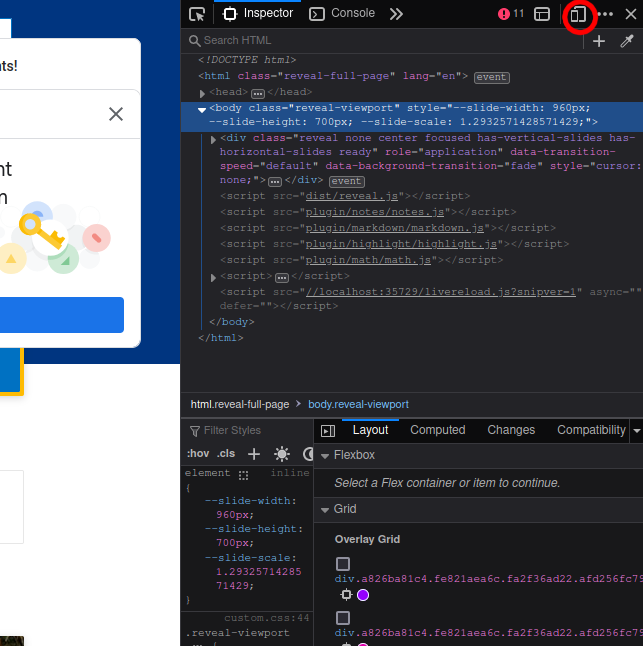 Inspector
Console
11
Search HTML
nts!
nt
n
<!DOCTYPE html>
<html class="reveal-full-page" lang="en"> event
<head> </head>
<body class="reveal-viewport" style="--slide-width: 960px;
--slide-height: 700px; --slide-scale: 1.2932571428571429;">
<div class="reveal none center focused has-vertical-slides has-
horizontal-slides ready" role="application" data-transition-
speed="default" data-background-transition="fade" style="cursor:
none;"> </div> event
<script src="dist/reveal.js"></script>
<script src="plugin/notes/notes.js"></script>
<script src="plugin/markdown/markdown.js"></script>
<script src="plugin/highlight/highlight.js"></script>
<script src="plugin/math/math.js"></script>
<script> </script>
<script src="//localhost:35729/livereload.js?snipver=1" async=""
defer=""></script>
</body>
</html>
html.reveal-full-page > body.reveal-viewport
Filter Styles
:hov .cls
element inline
{
--slide-width:
960px;
--slide-height:
700px;
--slide-scale:
1.29325714285
71429;
}
custom.css:44
.reveal-viewport
Layout Computed Changes Compatibility
Flexbox
Select a Flex container or item to continue.
Grid
Overlay Grid
div.a826ba81c4.fe821aea6c.fa2f36ad22.afd256fc79
div.a826ba81c4.fe821aea6c.fa2f36ad22.afd256fc79